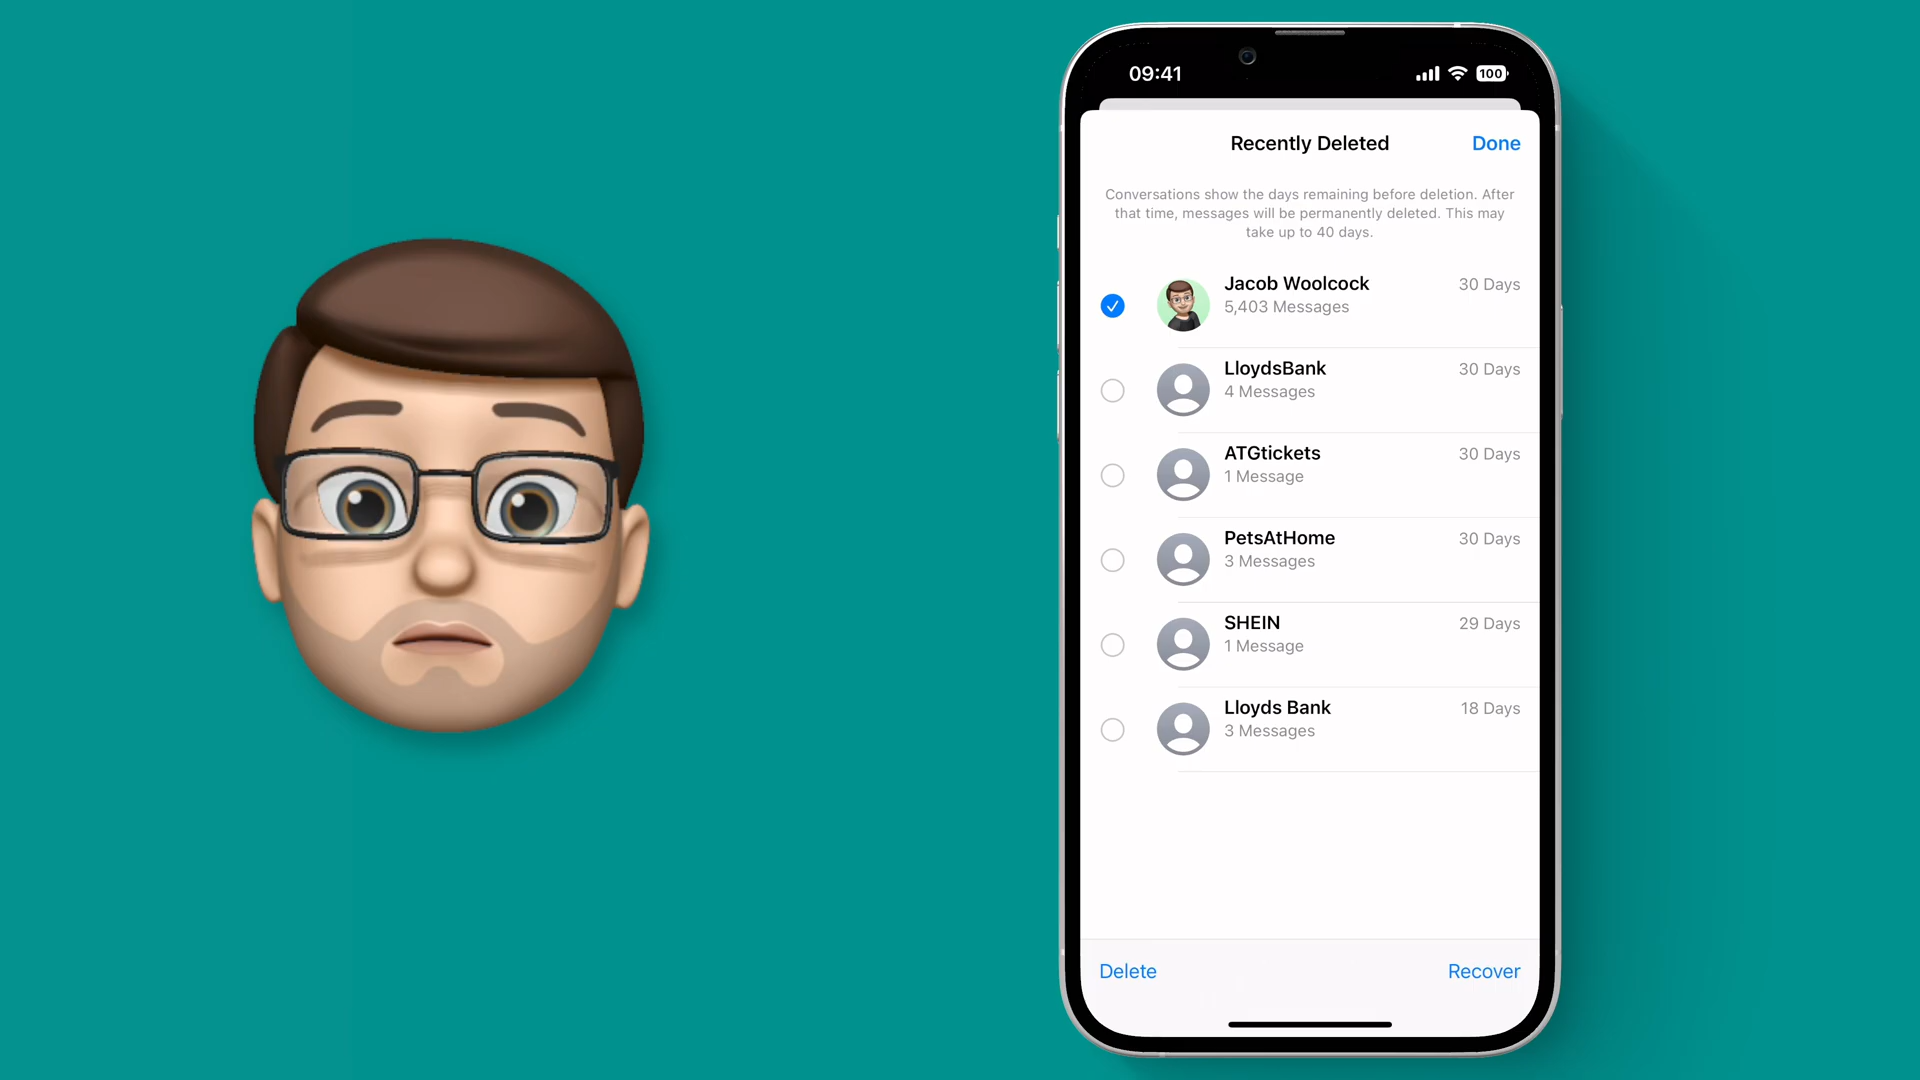 09:41
100
Recently Deleted
Done
Conversations show the days remaining before deletion. After
that time, messages will be permanently deleted. This may
take up to 40 days.
Jacob Woolcock
30 Days
5,403 Messages
LloydsBank
30 Days
4 Messages
ATGtickets
30 Days
1 Message
PetsAtHome
30 Days
3 Messages
SHEIN
29 Days
1 Message
Lloyds Bank
18 Days
3 Messages
Delete
Recover